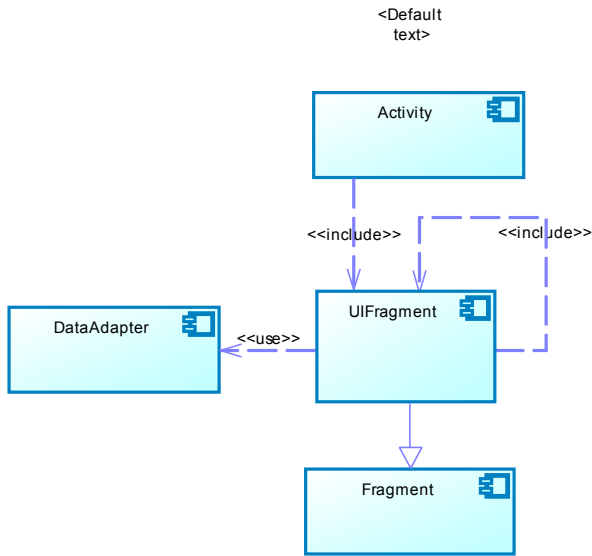 <Default
text>
Activity
<<include>>
<<include>>
UIFragment
DataAdapter
<<use>>
Fragment